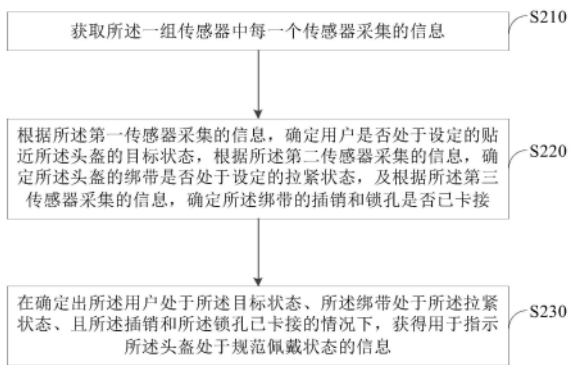 获取所述一组传感器中每一个传感器采集的信息
S210
根据所述第一传感器采集的信息，确定用户是否处于设定的贴
近所述头盔的目标状态，根据所述第二传感器采集的信息，确
定所述头盔的绑带是否处于设定的拉紧状态，及根据所述第三
传感器采集的信息，确定所述绑带的插销和锁孔是否已卡接
S220
在确定出所述用户处于所述目标状态、所述绑带处于所述拉紧
状态、且所述插销和所述锁孔已卡接的情况下，获得用于指示
所述头盔处于规范佩戴状态的信息
S230